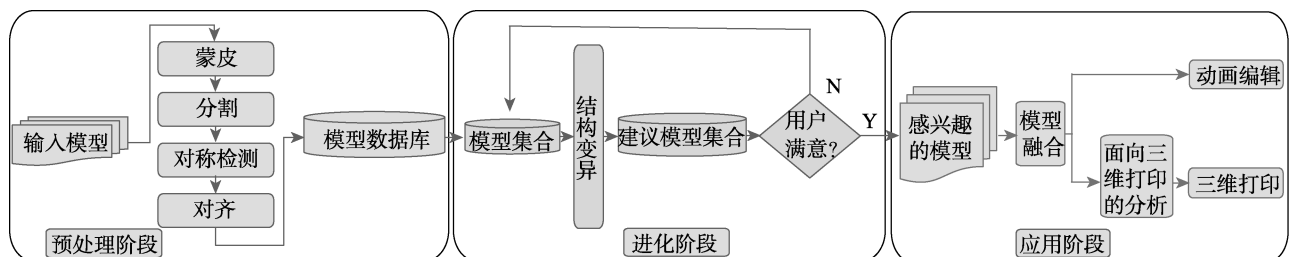 输入模型
蒙皮
分割
对称检测
对齐
模型数据库
预处理阶段
模型集合
结构变异
建议模型集合
用户
满意?
N
Y
进化阶段
感兴趣
的模型
模型
融合
动画编辑
面向三
维打印
的分析
三维打印
应用阶段